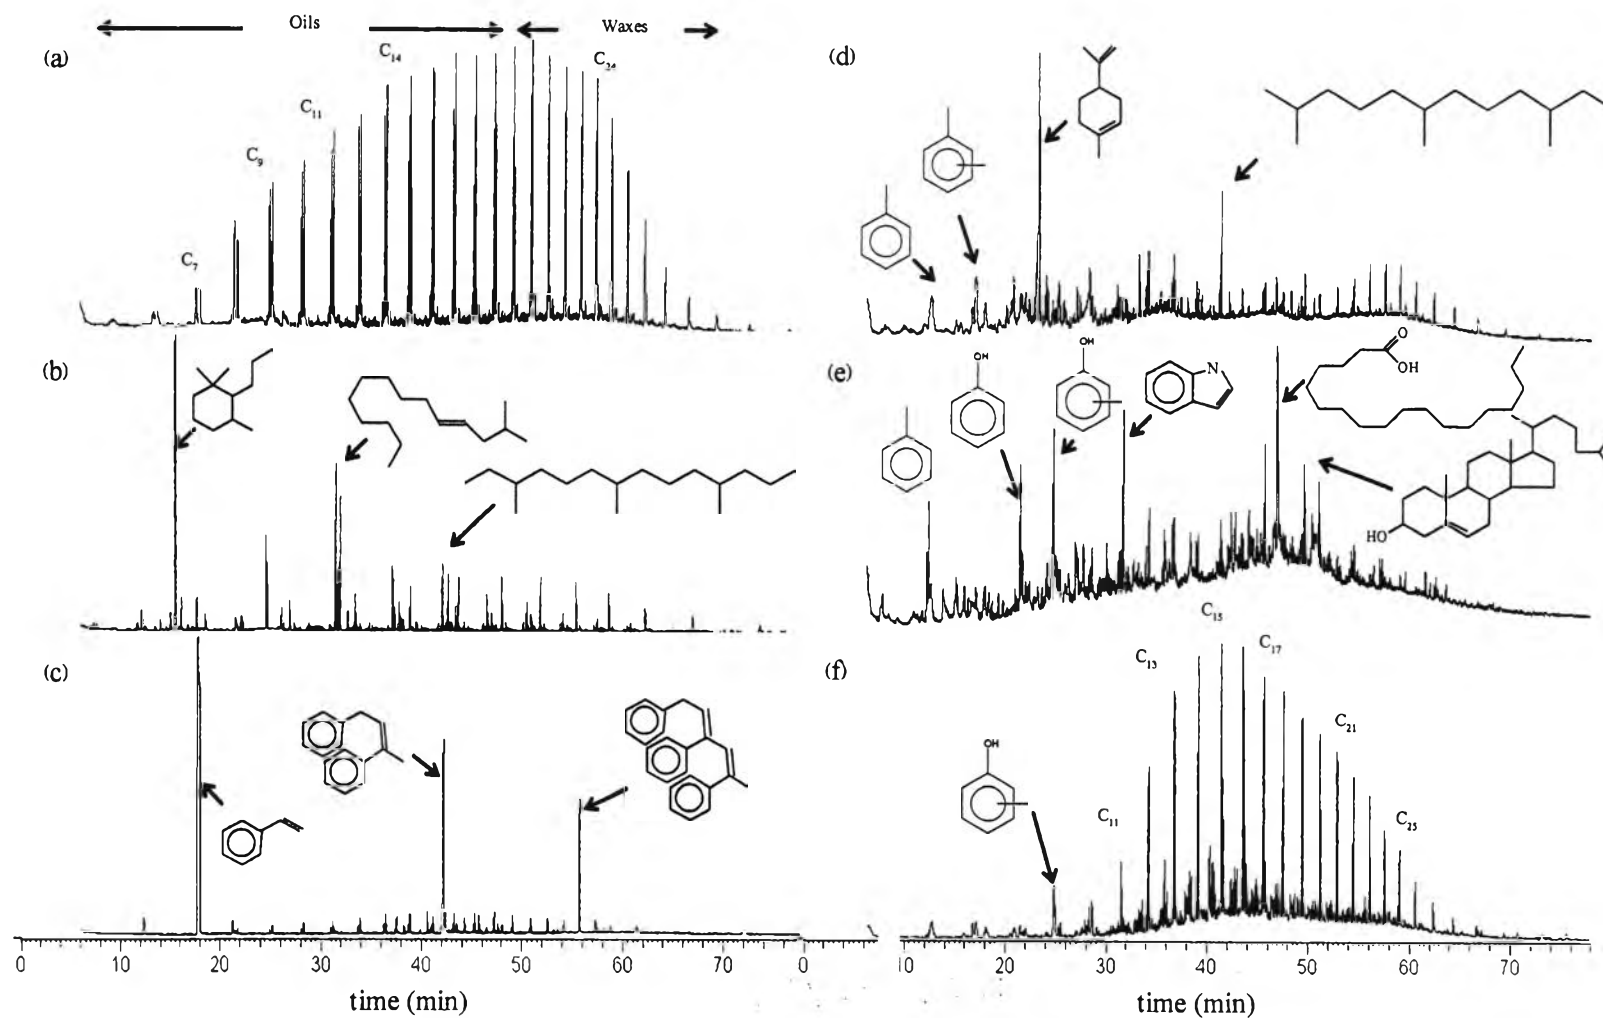 Oils
Waxes
(a)
C7
C9
C11
C14
C24
(b)
(c)
0 10 20 30 40 50 60 70 0
time (min)
(d)
(e)
OH
OH
N
O
OH
HO
(f)
C11
C13
C15
C17
C21
C25
OH
10 20 30 40 50 60 70
time (min)